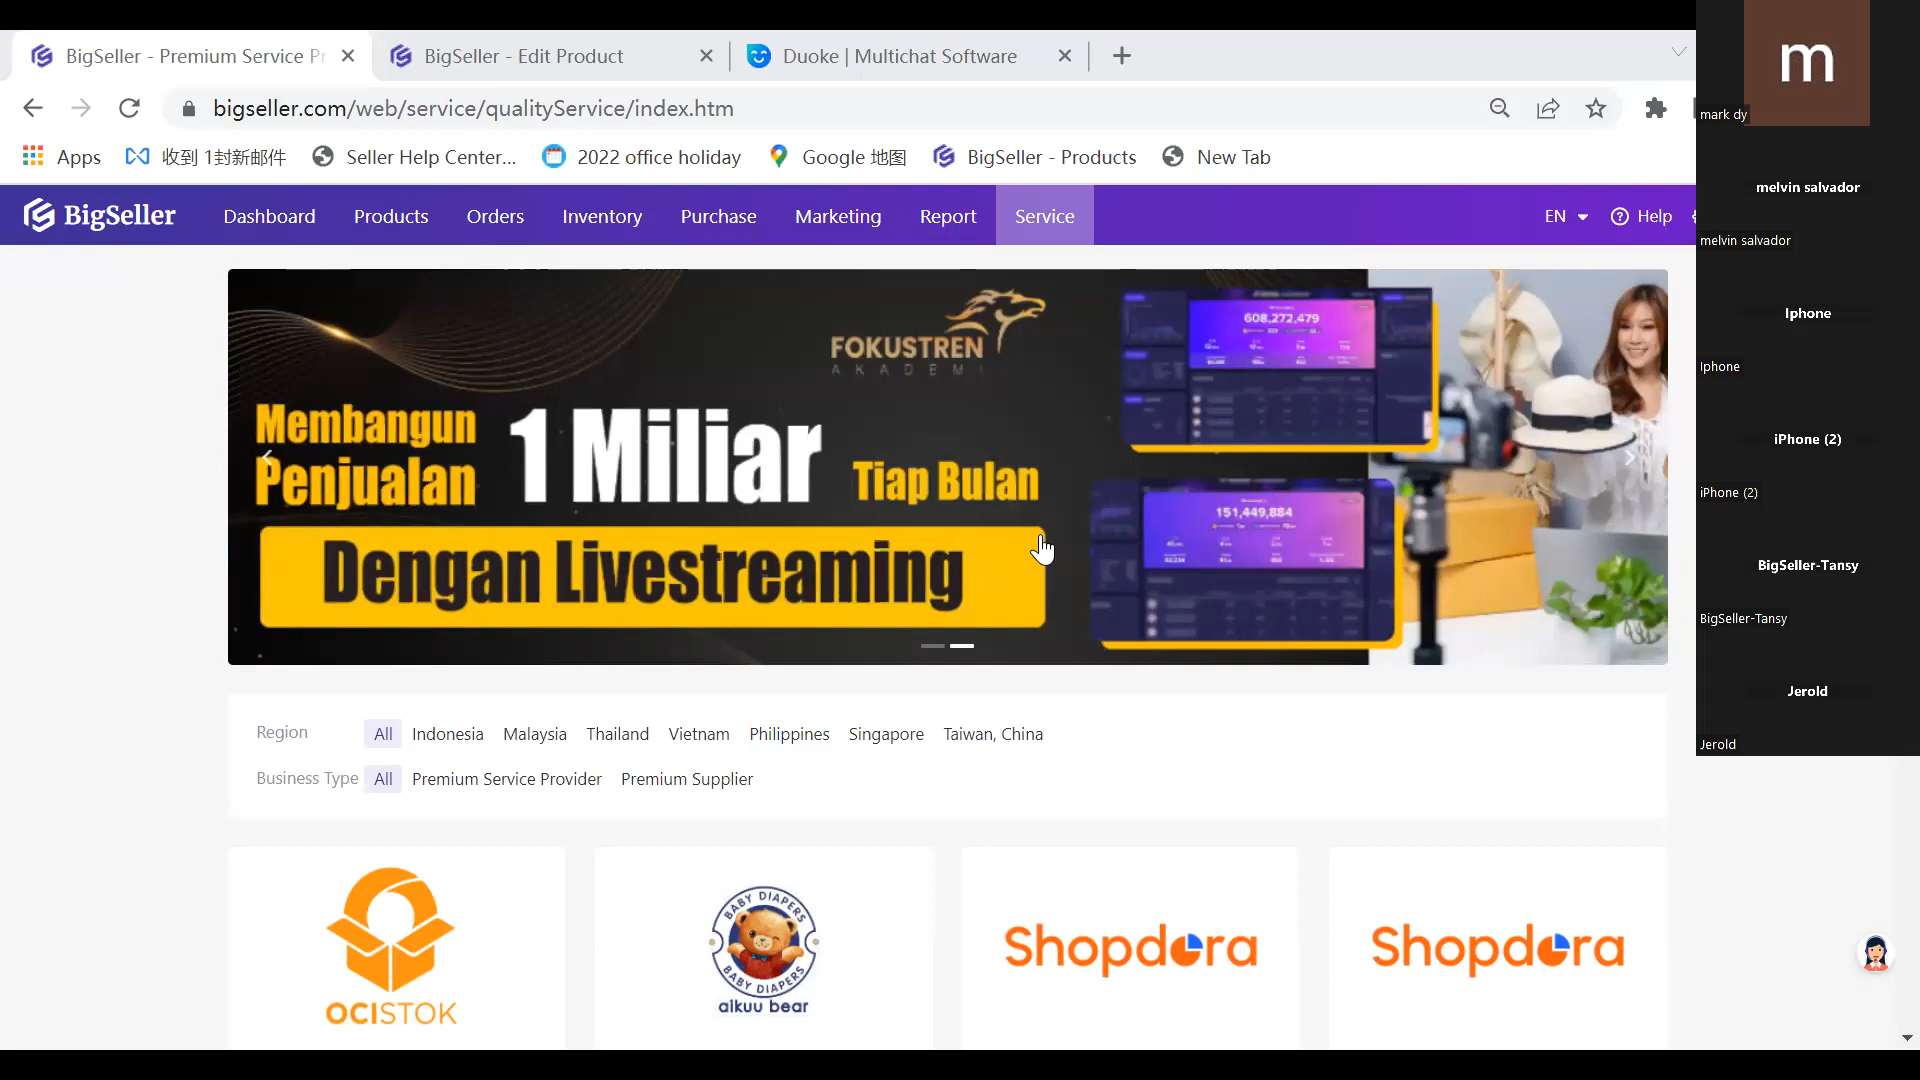 BigSeller - Premium Service Pr
BigSeller - Edit Product
Duoke | Multichat Software
m
mark dy
bigseller.com/web/service/qualityService/index.htm
Apps
收到 1封新邮件
Seller Help Center...
2022 office holiday
Google 地图
BigSeller - Products
New Tab
melvin salvador
melvin salvador
BigSeller
Dashboard
Products
Orders
Inventory
Purchase
Marketing
Report
Service
EN
Help
FOKUSTREN
AKADEMI
608,272,479
Membangun
Penjualan
1 Miliar
Tiap Bulan
Dengan Livestreaming
151,449,884
Iphone
Iphone
iPhone (2)
iPhone (2)
BigSeller-Tansy
BigSeller-Tansy
Jerold
Jerold
Region
All
Indonesia
Malaysia
Thailand
Vietnam
Philippines
Singapore
Taiwan, China
Business Type
All
Premium Service Provider
Premium Supplier
OCISTOK
BABY DIAPERS
BABY DIAPERS
aikuu bear
Shopdora
Shopdora